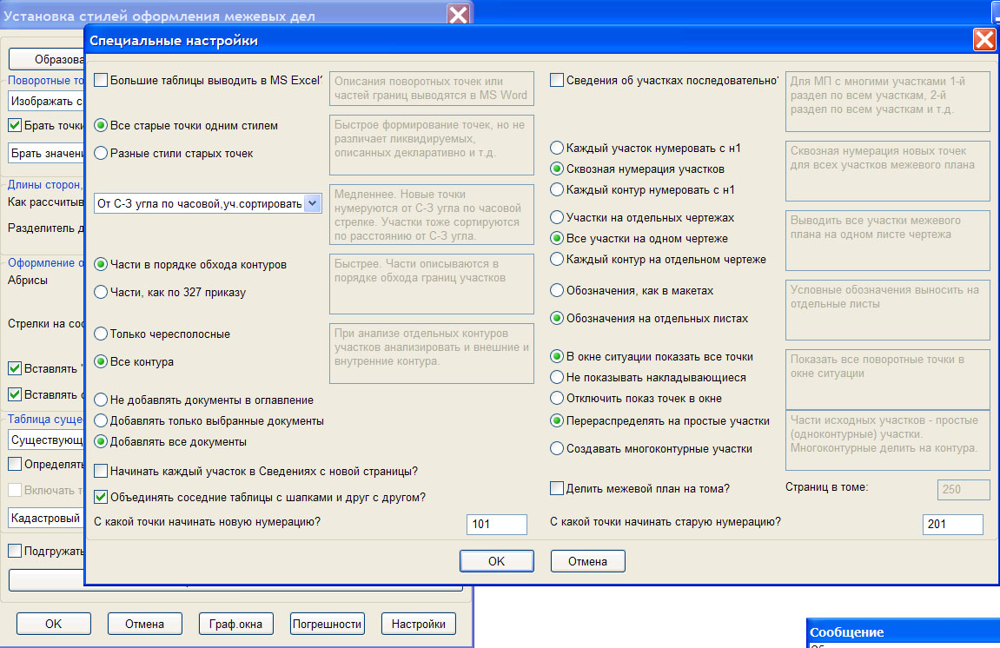 Установка стилей оформления межевых дел
Образова
Поворотные то
Изображать с
Брать точки
Брать значени
Длины сторон,
Как рассчитыв
Разделитель д
Оформление о
Абрисы
Стрелки на сос
Вставлять "
Вставлять с
Таблица сущес
Существующ
Определять
Включать т
Кадастровый
Подгружать
OK
Отмена
Граф.окна
Погрешности
Настройки
Специальные настройки
Большие таблицы выводить в MS Excel?
Описания поворотных точек или
частей границ выводятся в MS Word
Все старые точки одним стилем
Разные стили старых точек
Быстрое формирование точек, но не
различает ликвидируемых,
описанных декларативно и т.д.
От С-З угла по часовой,уч.сортировать
Медленнее. Новые точки
нумеруются от С-З угла по часовой
стрелке. Участки тоже сортируются
по расстоянию от С-З угла.
Части в порядке обхода контуров
Части, как по 327 приказу
Быстрее. Части описываются в
порядке обхода границ участков
Только чересполосные
Все контура
При анализе отдельных контуров
участков анализировать и внешние и
внутренние контура.
Не добавлять документы в оглавление
Добавлять только выбранные документы
Добавлять все документы
Начинать каждый участок в Сведениях с новой страницы?
Объединять соседние таблицы с шапками и друг с другом?
С какой точки начинать новую нумерацию?
101
Сведения об участках последовательно?
Для МП с многими участками 1-й
раздел по всем участкам, 2-й
раздел по всем участкам и т.д.
Каждый участок нумеровать с н1
Сквозная нумерация участков
Каждый контур нумеровать с н1
Сквозная нумерация новых точек
для всех участков межевого плана
Участки на отдельных чертежах
Все участки на одном чертеже
Каждый контур на отдельном чертеже
Выводить все участки межевого
плана на одном листе чертежа
Обозначения, как в макетах
Обозначения на отдельных листах
Условные обозначения выносить на
отдельные листы
В окне ситуации показать все точки
Не показывать накладывающиеся
Отключить показ точек в окне
Показать все поворотные точки в
окне ситуации
Перераспределять на простые участки
Создавать многоконтурные участки
Части исходных участков - простые
(одноконтурные) участки.
Многоконтурные делить на контура.
Делить межевой план на тома?
Страниц в томе:
250
С какой точки начинать старую нумерацию?
201
OK
Отмена
Сообщение